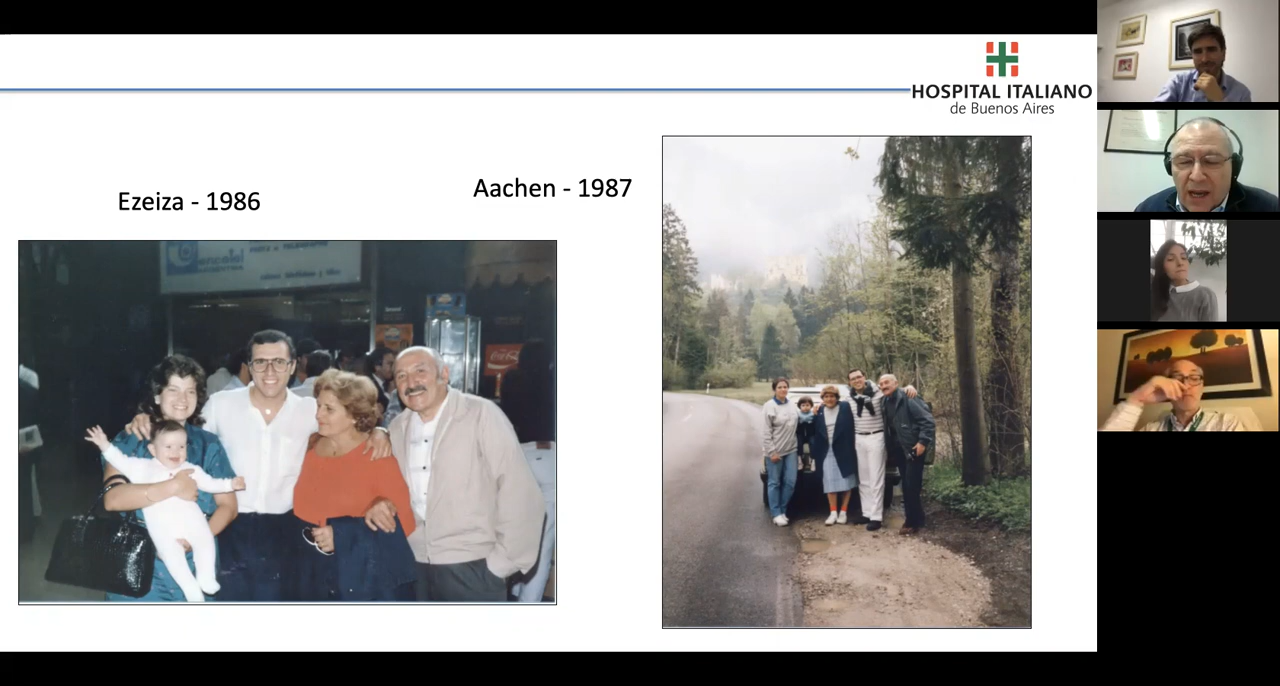 HOSPITAL ITALIANO
de Buenos Aires
Ezeiza - 1986
Aachen - 1987
Coca-Cola